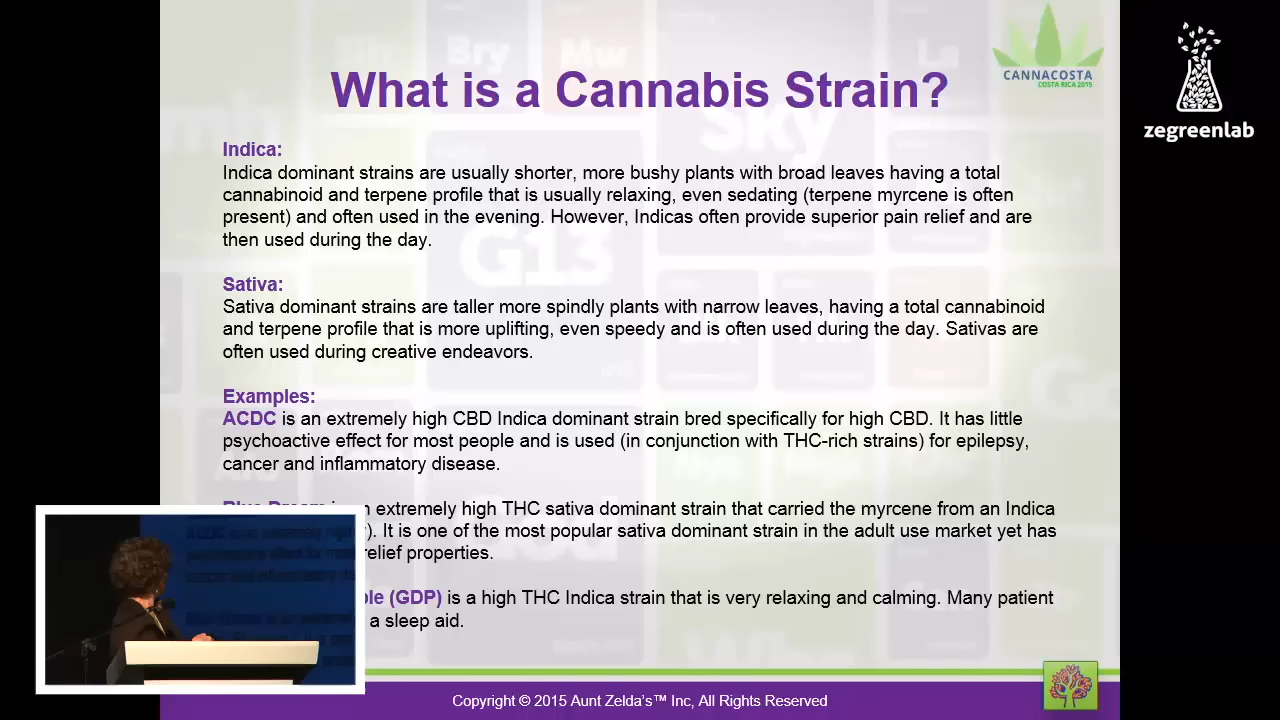 What is a Cannabis Strain?
CANNACOSTA
COSTA RICA 2015
zegreenlab
Indica:
Indica dominant strains are usually shorter, more bushy plants with broad leaves having a total
cannabinoid and terpene profile that is usually relaxing, even sedating (terpene myrcene is often
present) and often used in the evening. However, Indicas often provide superior pain relief and are
then used during the day.
Sativa:
Sativa dominant strains are taller more spindly plants with narrow leaves, having a total cannabinoid
and terpene profile that is more uplifting, even speedy and is often used during the day. Sativas are
often used during creative endeavors.
Examples:
ACDC is an extremely high CBD Indica dominant strain bred specifically for high CBD. It has little
psychoactive effect for most people and is used (in conjunction with THC-rich strains) for epilepsy,
cancer and inflammatory disease.
extremely high THC sativa dominant strain that carried the myrcene from an Indica
It is one of the most popular sativa dominant strain in the adult use market yet has
relief properties.
(GDP) is a high THC Indica strain that is very relaxing and calming. Many patient
a sleep aid.
Copyright © 2015 Aunt Zelda's™ Inc, All Rights Reserved
Bry
Mw
La
Sky
G13